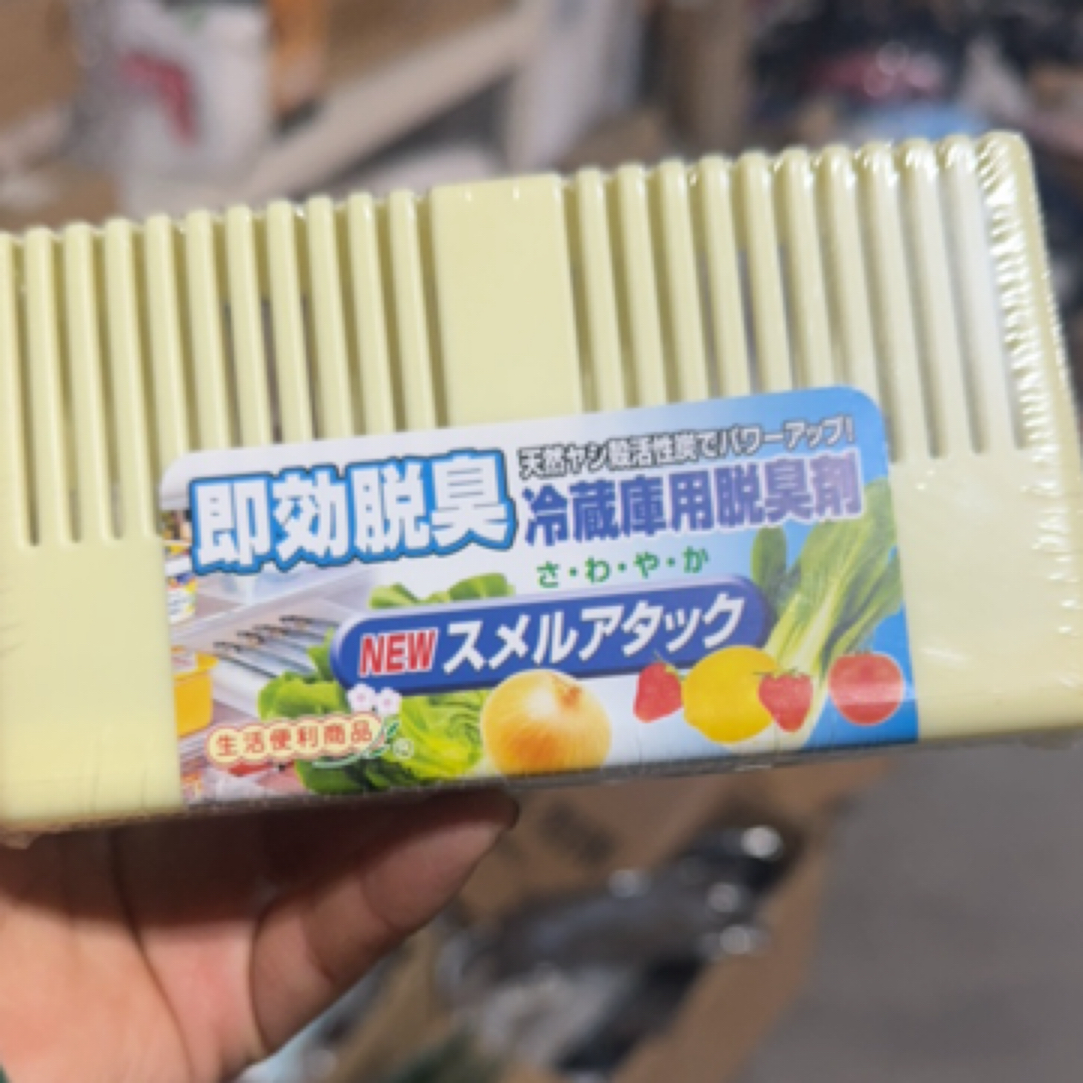 即効脱臭
天然ヤシ殻活性炭でパワーアップ!
冷蔵庫用脱臭剤
さ・わ・や・か
NEW スメルアタック
生活便利商品